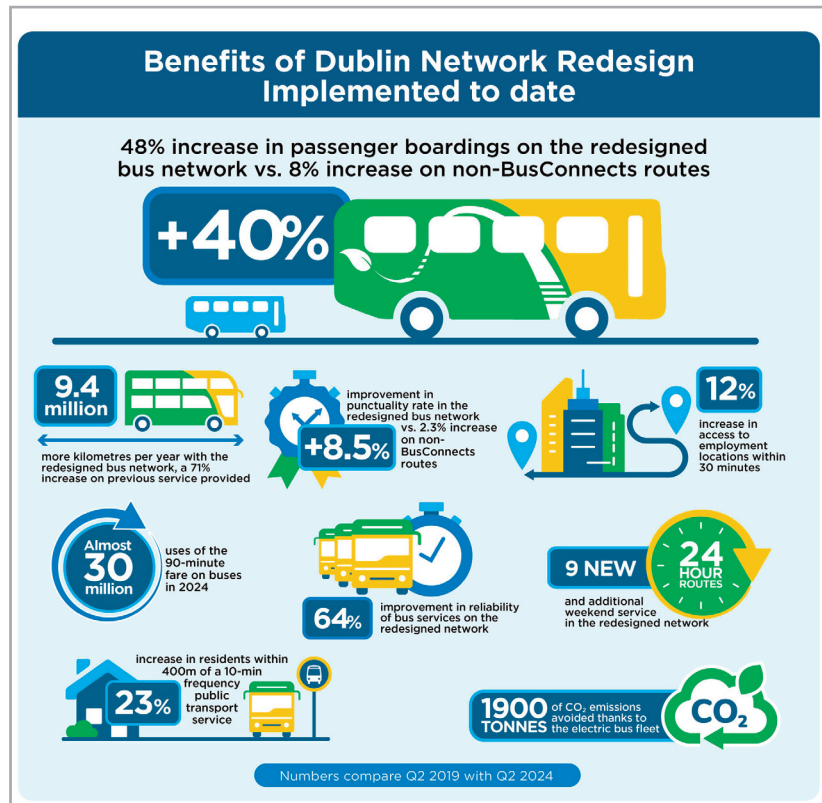 Benefits of Dublin Network Redesign
Implemented to date
48% increase in passenger boardings on the redesigned
bus network vs. 8% increase on non-BusConnects routes
+40%
9.4
million
more kilometres per year with the
redesigned bus network, a 71%
increase on previous service provided
improvement in
punctuality rate in the
redesigned bus network
vs. 2.3% increase
on non-
BusConnects
routes
+8.5%
12%
increase in
access to
employment
locations within
30 minutes
Almost
30
million
uses of the
90-minute
fare on buses
in 2024
64%
improvement in reliability
of bus services on the
redesigned network
9 NEW
24
HOUR
ROUTES
and additional
weekend service
in the redesigned network
increase in residents within
400m of a 10-min
frequency
public
transport
service
23%
1900
TONNES
of CO₂ emissions
avoided thanks to
the electric bus fleet
CO₂
Numbers compare Q2 2019 with Q2 2024